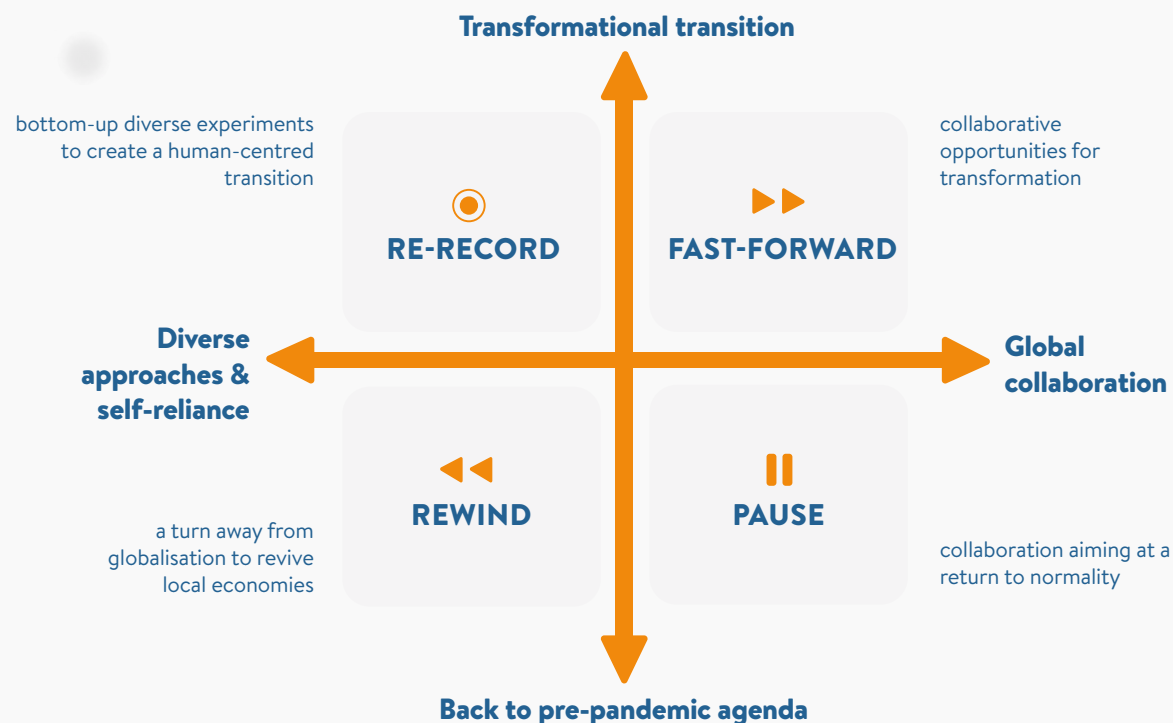 Transformational transition
bottom-up diverse experiments
to create a human-centred
transition
collaborative
opportunities for
transformation
RE-RECORD
FAST-FORWARD
Diverse
approaches &
self-reliance
Global
collaboration
REWIND
PAUSE
a turn away from
globalisation to revive
local economies
collaboration aiming at a
return to normality
Back to pre-pandemic agenda